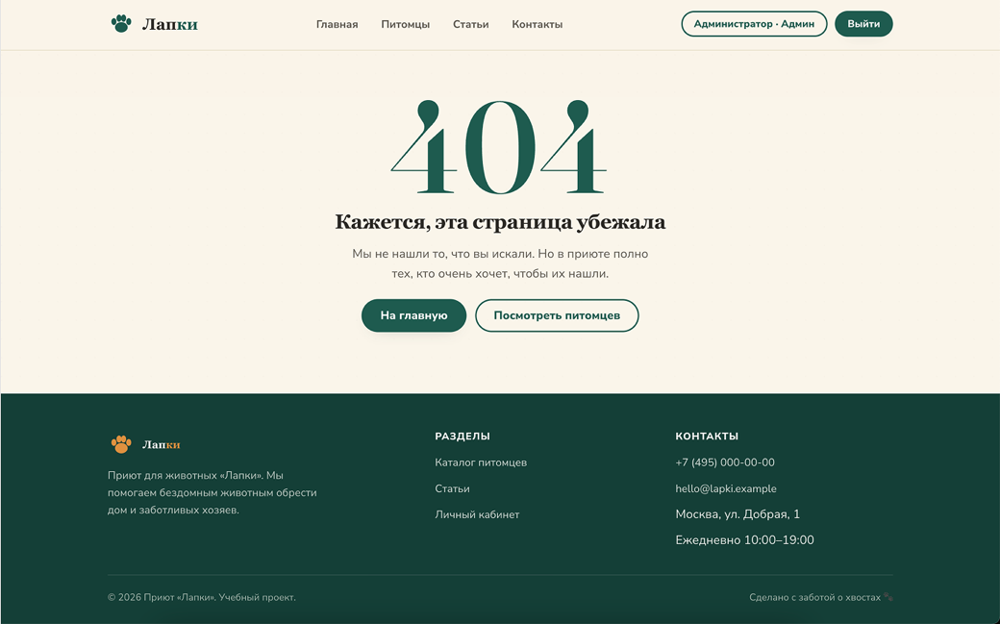 Лапки
Главная Питомцы Статьи Контакты
Администратор · Админ
Выйти
404
Кажется, эта страница убежала
Мы не нашли то, что вы искали. Но в приюте полно
тех, кто очень хочет, чтобы их нашли.
На главную
Посмотреть питомцев
Лапки
Приют для животных «Лапки». Мы
помогаем бездомным животным обрести
дом и заботливых хозяев.
РАЗДЕЛЫ
Каталог питомцев
Статьи
Личный кабинет
КОНТАКТЫ
+7 (495) 000-00-00
hello@lapki.example
Москва, ул. Добрая, 1
Ежедневно 10:00–19:00
© 2026 Приют «Лапки». Учебный проект.
Сделано с заботой о хвостах 🐾